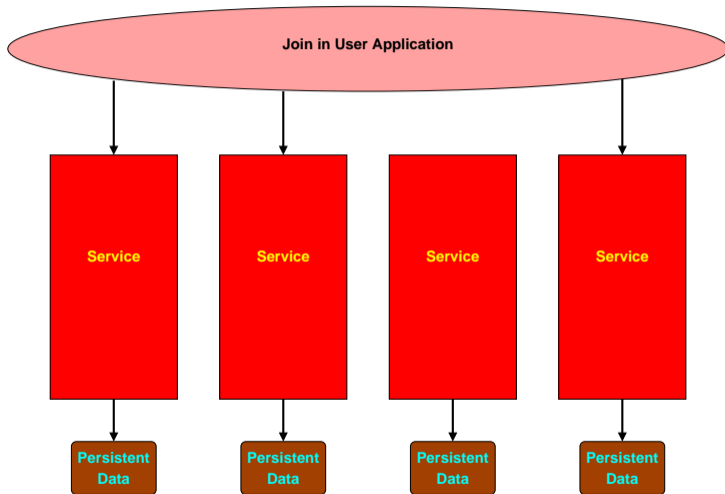 Join in User Application
Service
Service
Service
Service
Persistent
Data
Persistent
Data
Persistent
Data
Persistent
Data